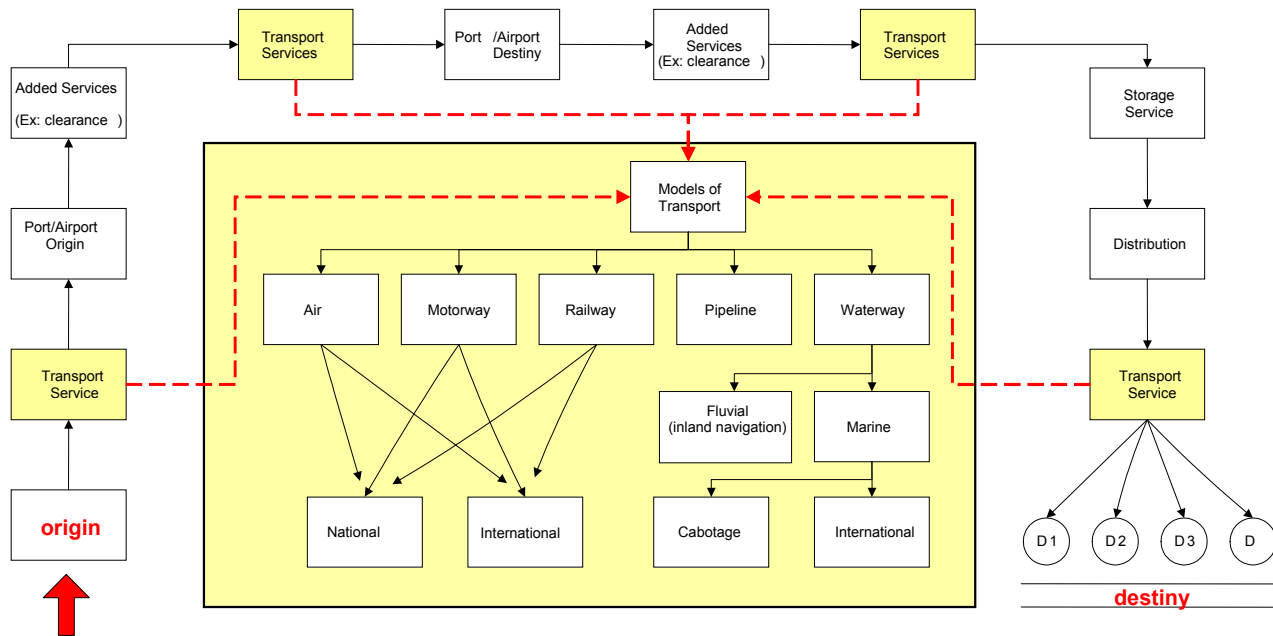 Transport
Services
Port /Airport
Destiny
Added
Services
(Ex: clearance )
Transport
Services
Added Services
(Ex: clearance )
Storage
Service
Models of
Transport
Port/Airport
Origin
Distribution
Air
Motorway
Railway
Pipeline
Waterway
Transport
Service
Transport
Service
Fluvial
(inland navigation)
Marine
origin
National
International
Cabotage
International
D 1
D 2
D 3
D
destiny